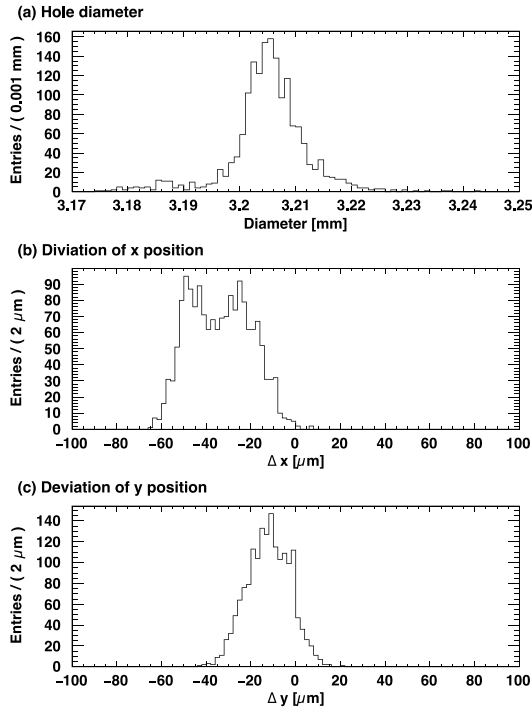 (a) Hole diameter
Entries / ( 0.001 mm )
160
140
120
100
80
60
40
20
0
3.17 3.18 3.19 3.2 3.21 3.22 3.23 3.24 3.25
Diameter [mm]
(b) Diviation of x position
Entries / ( 2 μm )
90
80
70
60
50
40
30
20
10
0
−100 −80 −60 −40 −20 0 20 40 60 80 100
Δ x [μm]
(c) Deviation of y position
Entries / ( 2 μm )
140
120
100
80
60
40
20
0
−100 −80 −60 −40 −20 0 20 40 60 80 100
Δ y [μm]